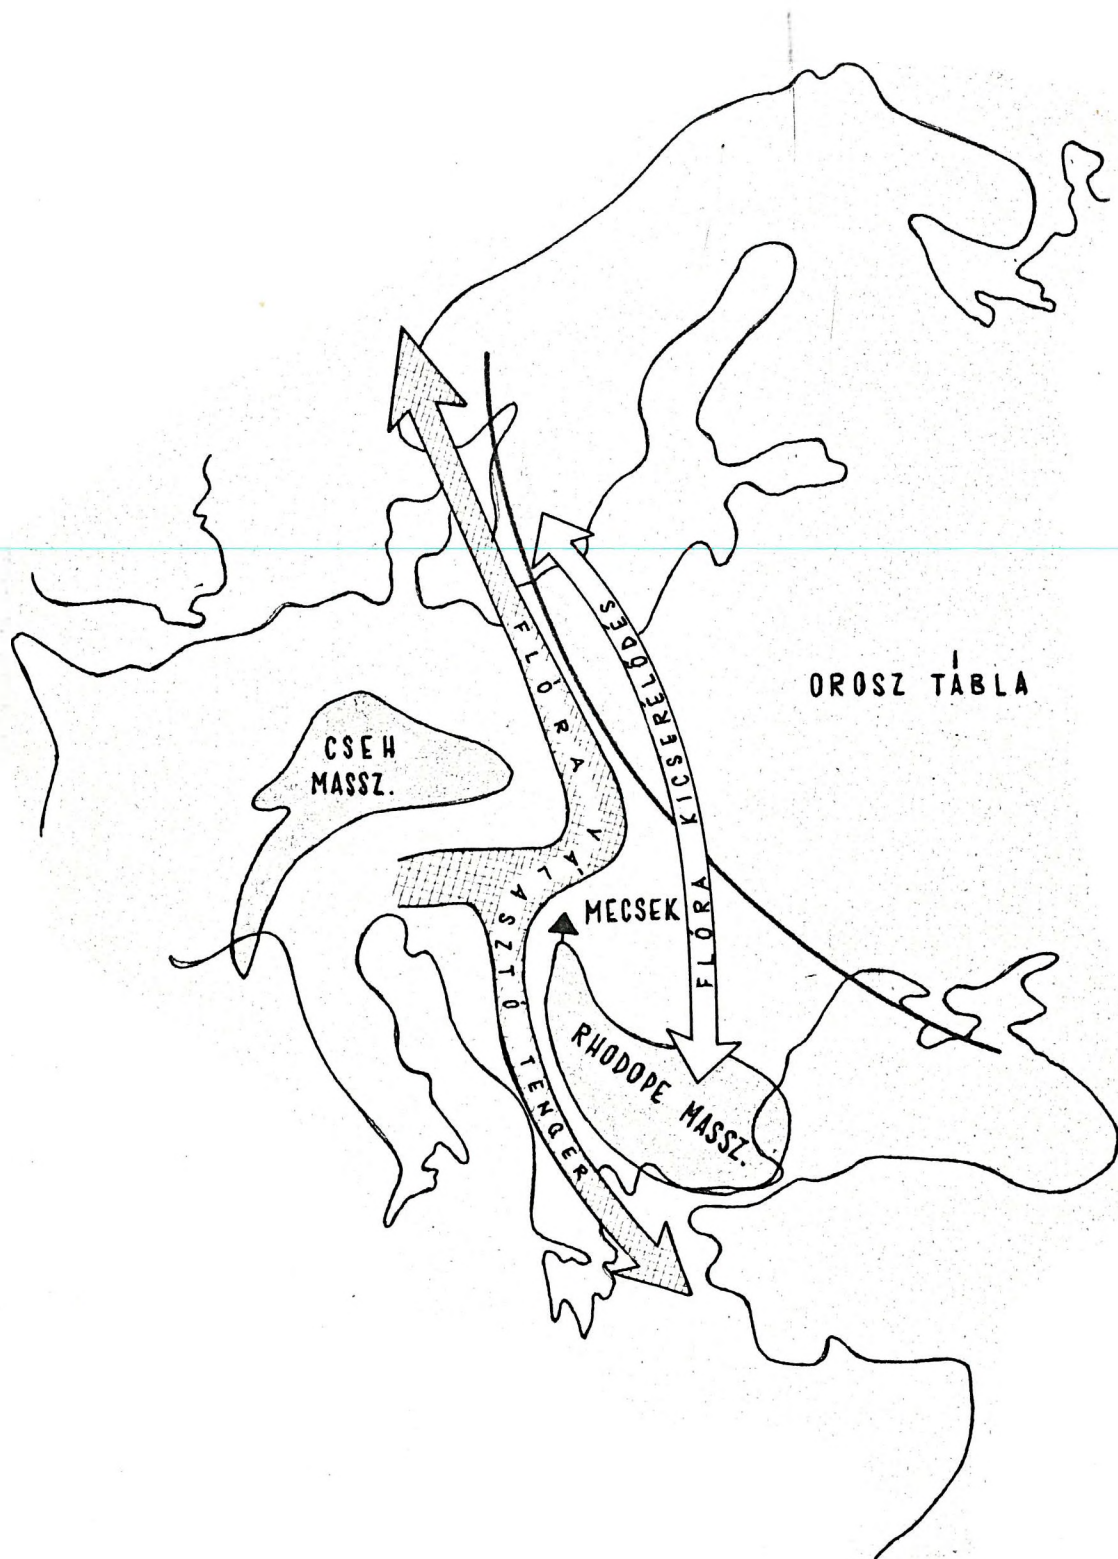 OROSZ TÁBLA
CSEH
MASSZ.
FLÓRA VÁLASZTÓ TENGER
FLÓRA KICSERÉLŐDÉS
MECSEK
RHODOPE MASSZ.